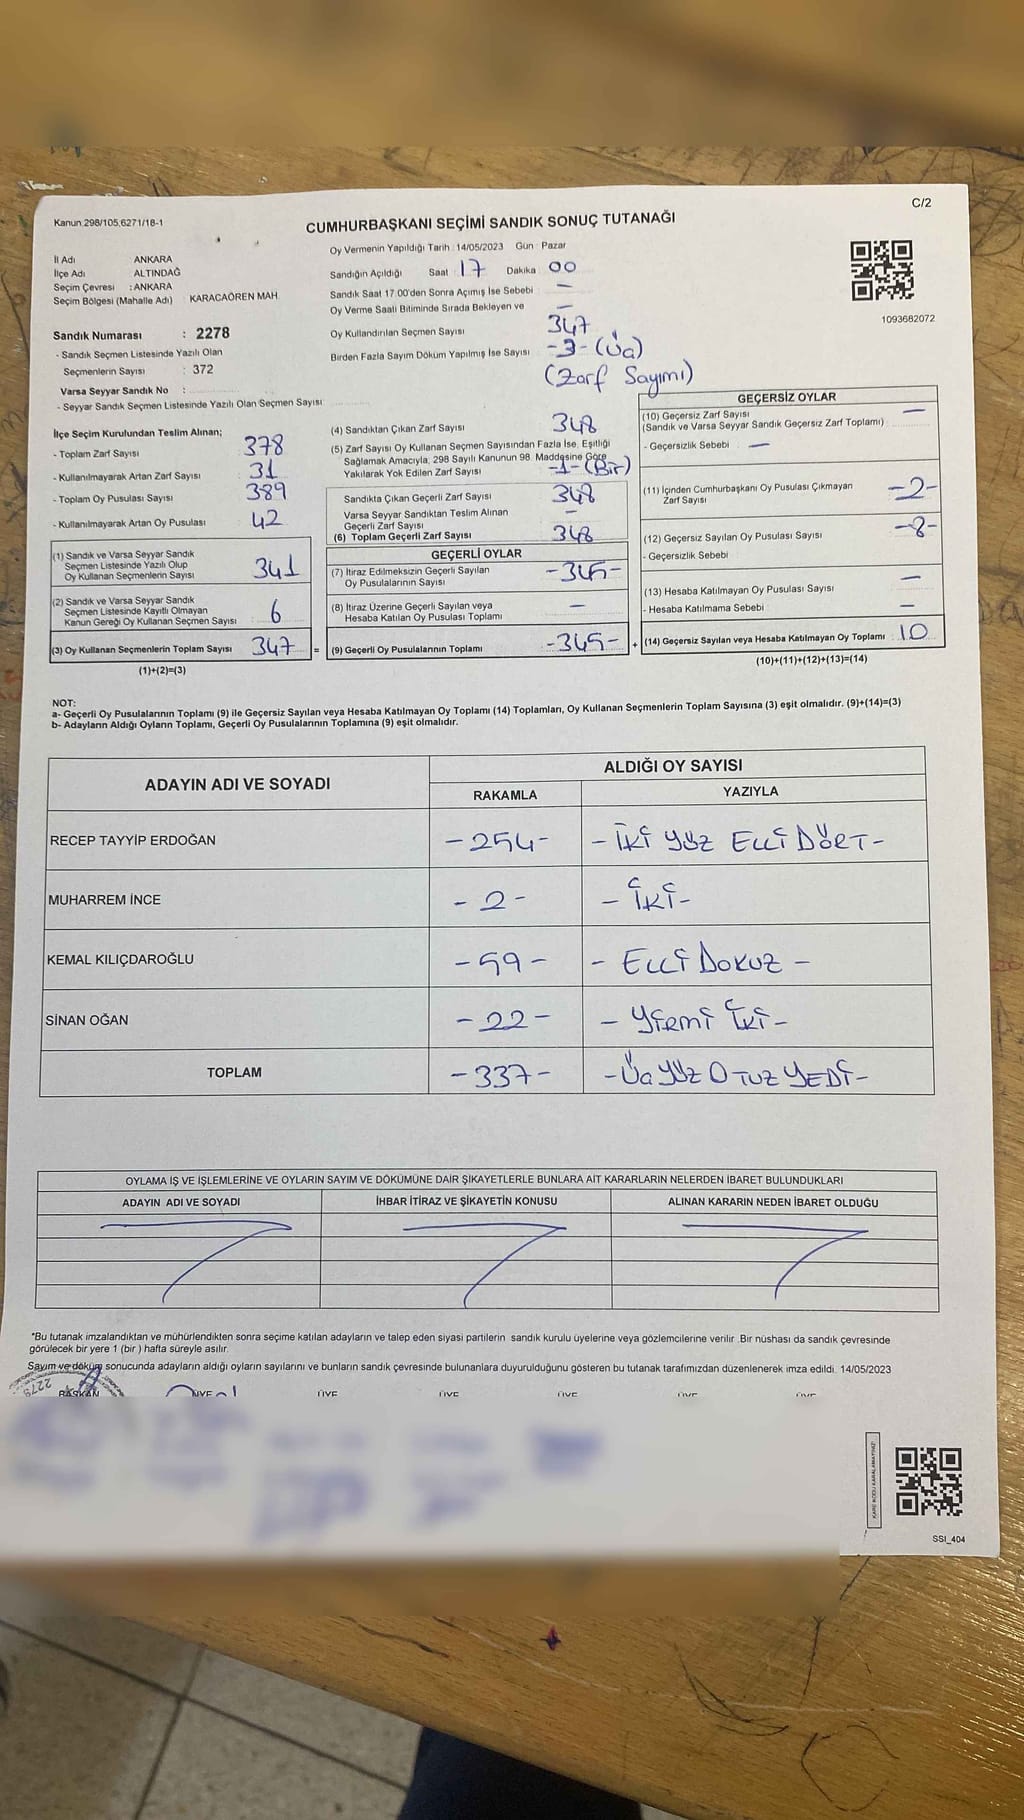 C/2
Kanun 298/105,6271/18-1
CUMHURBAŞKANI SEÇİMİ SANDIK SONUÇ TUTANAĞI
Oy Vermenin Yapıldığı Tarih : 14/05/2023 Gün : Pazar
İl Adı ANKARA
İlçe Adı ALTINDAĞ
Seçim Çevresi : ANKARA
Seçim Bölgesi (Mahalle Adı) : KARACAÖREN MAH.
Sandığın Açıldığı Saat 17 Dakika 00
Sandık Saat 17.00'den Sonra Açımış İse Sebebi —
Oy Verme Saati Bitiminde Sırada Bekleyen ve —
Oy Kullandırılan Seçmen Sayısı 347
Birden Fazla Sayım Döküm Yapılmış İse Sayısı -3- (Üç)
(Zarf Sayımı)
1093682072
Sandık Numarası : 2278
- Sandık Seçmen Listesinde Yazılı Olan
Seçmenlerin Sayısı : 372
Varsa Seyyar Sandık No :
- Seyyar Sandık Seçmen Listesinde Yazılı Olan Seçmen Sayısı
İlçe Seçim Kurulundan Teslim Alınan;
- Toplam Zarf Sayısı 378
- Kullanılmayarak Artan Zarf Sayısı 31
- Toplam Oy Pusulası Sayısı 389
- Kullanılmayarak Artan Oy Pusulası 42
(1) Sandık ve Varsa Seyyar Sandık
Seçmen Listesinde Yazılı Olup
Oy Kullanan Seçmenlerin Sayısı 341
(2) Sandık ve Varsa Seyyar Sandık
Seçmen Listesinde Kayıtlı Olmayan
Kanun Gereği Oy Kullanan Seçmen Sayısı 6
(3) Oy Kullanan Seçmenlerin Toplam Sayısı 347 =
(1)+(2)=(3)
(4) Sandıktan Çıkan Zarf Sayısı 348
(5) Zarf Sayısı Oy Kullanan Seçmen Sayısından Fazla İse, Eşitliği
Sağlamak Amacıyla, 298 Sayılı Kanunun 98. Maddesine Göre
Yakılarak Yok Edilen Zarf Sayısı -1- (Bir)
Sandıkta Çıkan Geçerli Zarf Sayısı 348
Varsa Seyyar Sandıktan Teslim Alınan
Geçerli Zarf Sayısı —
(6) Toplam Geçerli Zarf Sayısı 348
GEÇERLİ OYLAR
(7) İtiraz Edilmeksizin Geçerli Sayılan
Oy Pusulalarının Sayısı -345-
(8) İtiraz Üzerine Geçerli Sayılan veya
Hesaba Katılan Oy Pusulası Toplamı —
(9) Geçerli Oy Pusulalarının Toplamı -345- +
GEÇERSİZ OYLAR
(10) Geçersiz Zarf Sayısı —
(Sandık ve Varsa Seyyar Sandık Geçersiz Zarf Toplamı)
- Geçersizlik Sebebi —
(11) İçinden Cumhurbaşkanı Oy Pusulası Çıkmayan
Zarf Sayısı -2-
(12) Geçersiz Sayılan Oy Pusulası Sayısı -8-
- Geçersizlik Sebebi
(13) Hesaba Katılmayan Oy Pusulası Sayısı —
- Hesaba Katılmama Sebebi —
(14) Geçersiz Sayılan veya Hesaba Katılmayan Oy Toplamı 10
(10)+(11)+(12)+(13)=(14)
NOT:
a- Geçerli Oy Pusulalarının Toplamı (9) ile Geçersiz Sayılan veya Hesaba Katılmayan Oy Toplamı (14) Toplamları, Oy Kullanan Seçmenlerin Toplam Sayısına (3) eşit olmalıdır. (9)+(14)=(3)
b- Adayların Aldığı Oyların Toplamı, Geçerli Oy Pusulalarının Toplamına (9) eşit olmalıdır.
ADAYIN ADI VE SOYADI ALDIĞI OY SAYISI
RAKAMLA YAZIYLA
RECEP TAYYİP ERDOĞAN -254- - İKİ YÜZ ELLİ DÖRT-
MUHARREM İNCE -2- - İKİ-
KEMAL KILIÇDAROĞLU -59- - ELLİ DOKUZ -
SİNAN OĞAN -22- - YİRMİ İKİ-
TOPLAM -337- -ÜÇ YÜZ OTUZ YEDİ-
OYLAMA İŞ VE İŞLEMLERİNE VE OYLARIN SAYIM VE DÖKÜMÜNE DAİR ŞİKAYETLERLE BUNLARA AİT KARARLARIN NELERDEN İBARET BULUNDUKLARI
ADAYIN ADI VE SOYADI İHBAR İTİRAZ VE ŞİKAYETİN KONUSU ALINAN KARARIN NEDEN İBARET OLDUĞU
*Bu tutanak imzalandıktan ve mühürlendikten sonra seçime katılan adayların ve talep eden siyasi partilerin sandık kurulu üyelerine veya gözlemcilerine verilir. Bir nüshası da sandık çevresinde
görülecek bir yere 1 (bir) hafta süreyle asılır.
Sayım ve döküm sonucunda adayların aldığı oyların sayılarını ve bunların sandık çevresinde bulunanlara duyurulduğunu gösteren bu tutanak tarafımızdan düzenlenerek imza edildi. 14/05/2023
BAŞKAN ÜYE ÜYE ÜYE ÜYE ÜYE ÜYE
KARE KODU KARALAMAYINIZ!
SSI_404